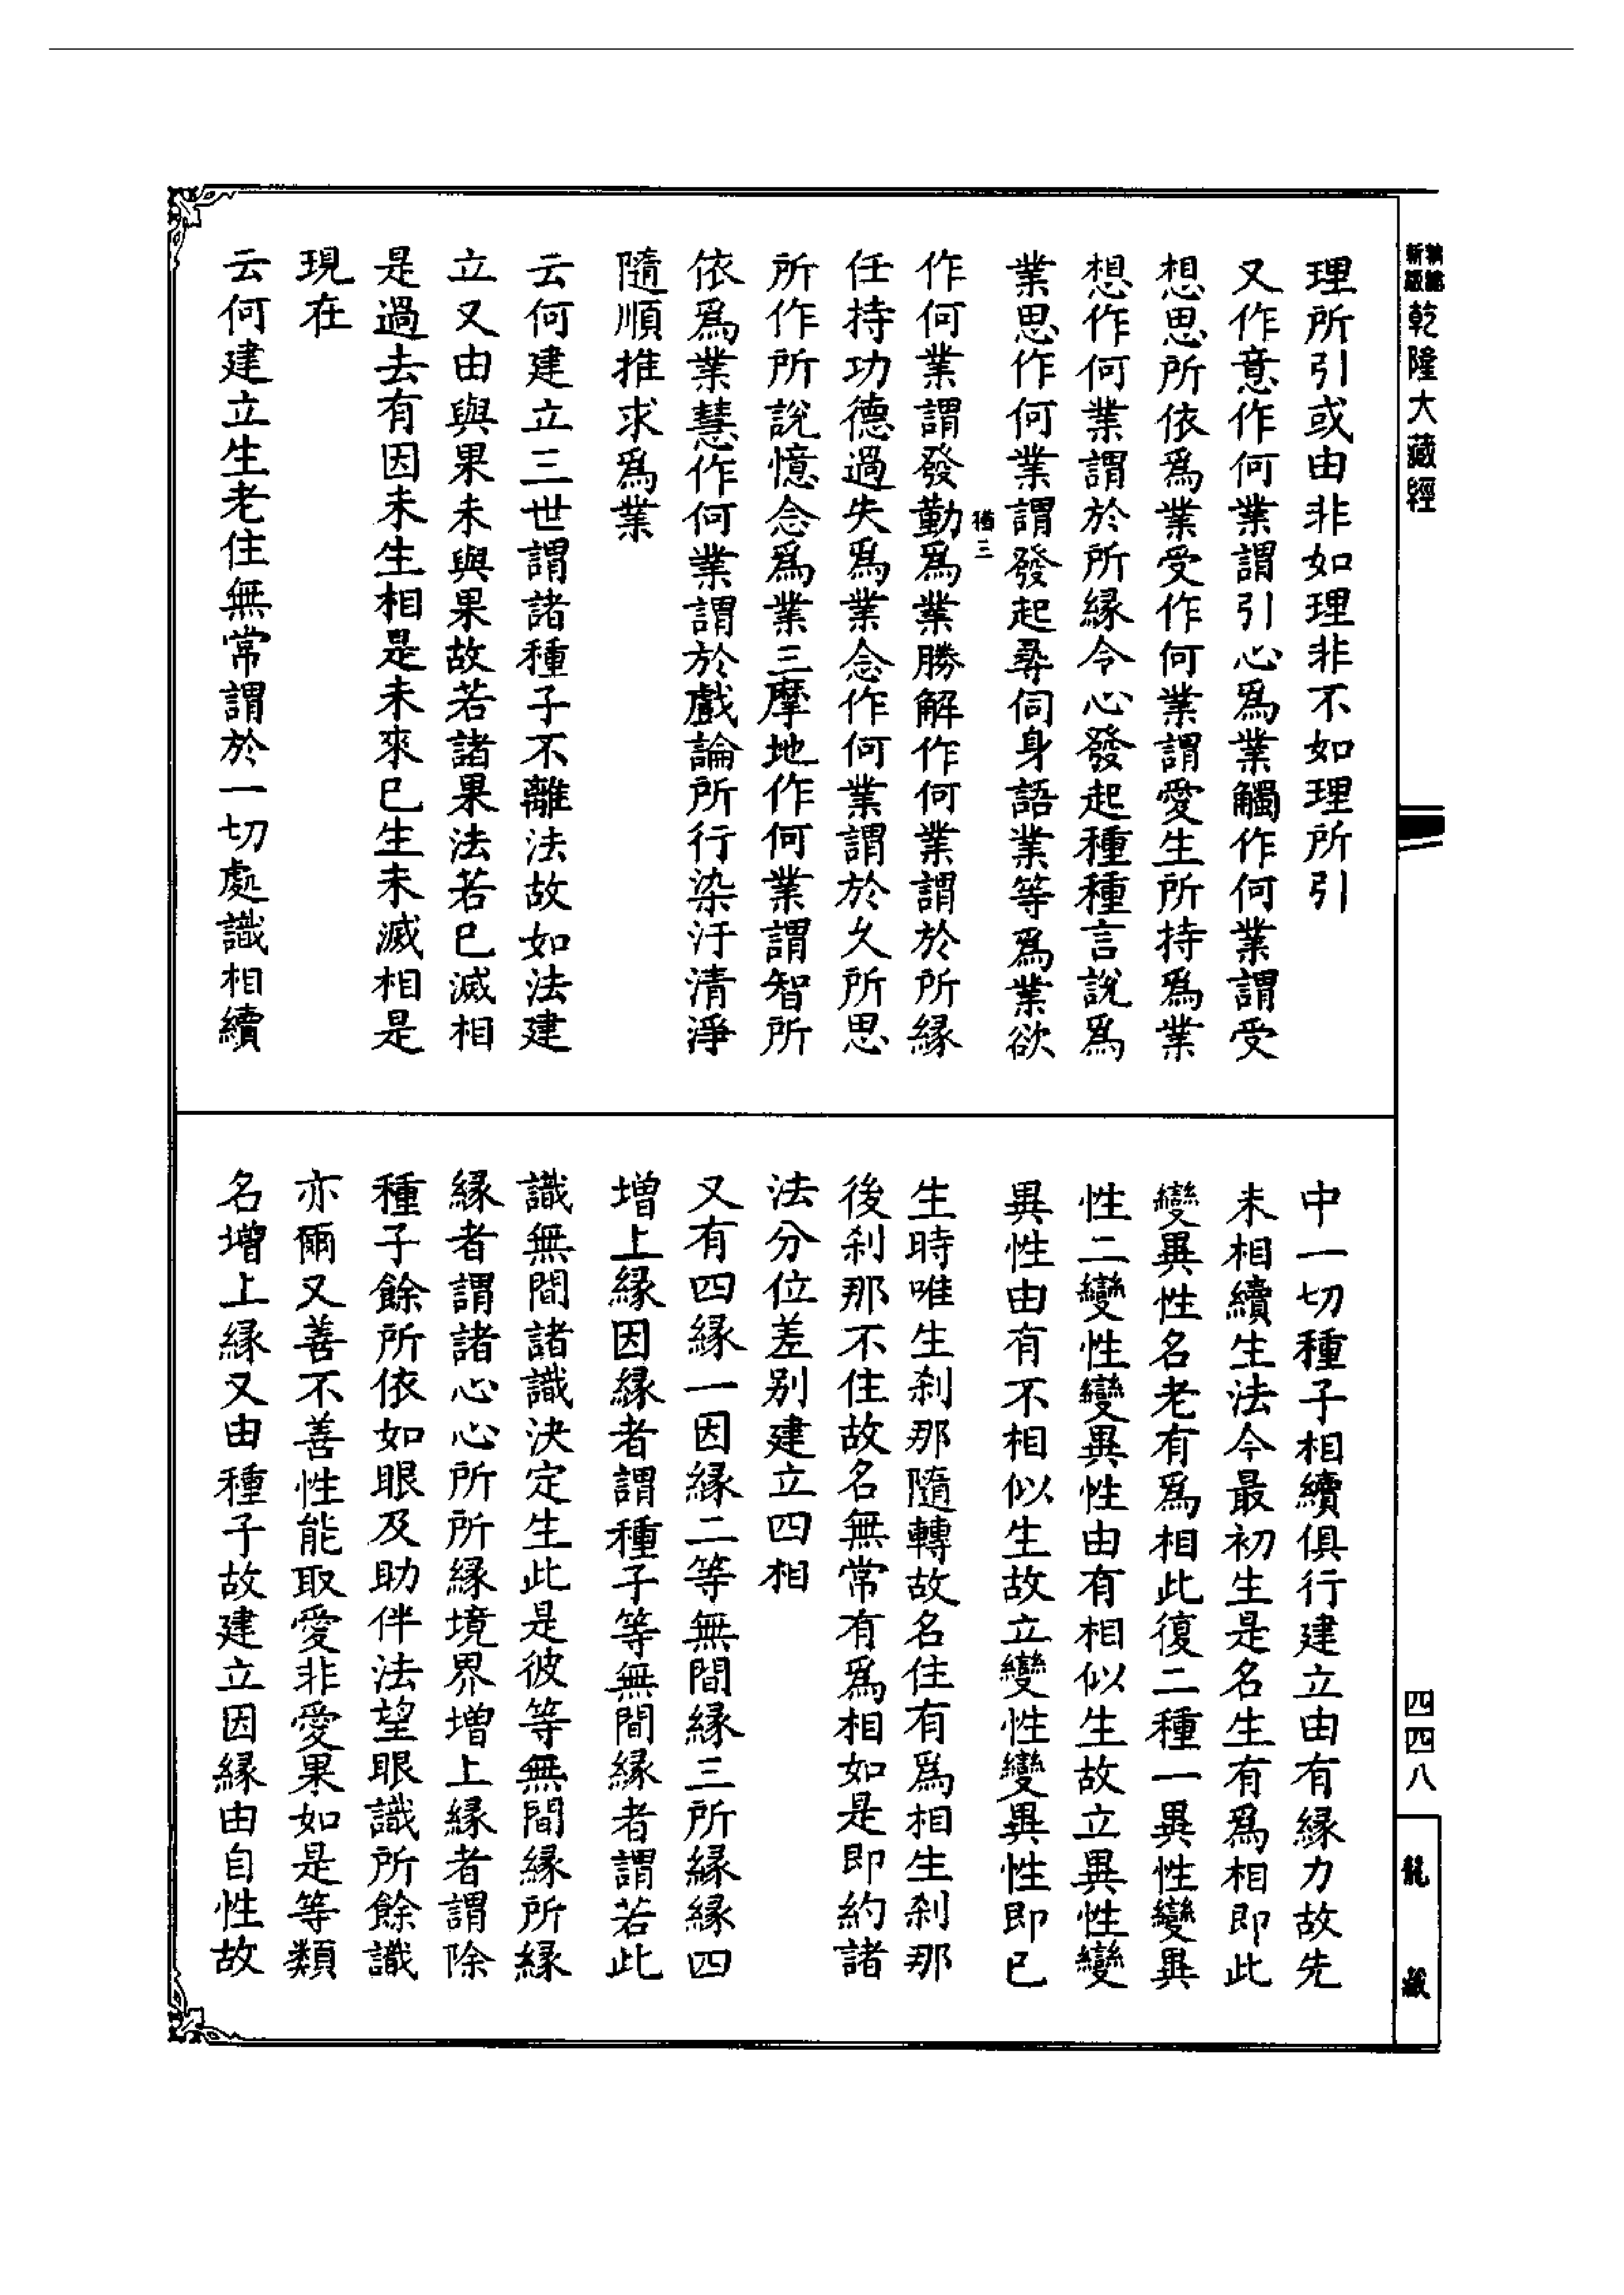 新版
乾隆大藏經
理所引或由非如理非不如理所引
又作意作何業謂引心爲業觸作何業謂受
想思所依爲業受作何業謂愛生所持爲業
想作何業謂於所緣令心發起種種言說爲
業思作何業謂發起尋伺身語業等爲業欲
作何業謂發勤爲業勝解作何業謂於所緣
任持功德過失爲業念作何業謂於久所思
所作所說憶念爲業三摩地作何業謂智所
依爲業慧作何業謂於戲論所行染汙清淨
隨順推求爲業
云何建立三世謂諸種子不離法故如法建
立又由與果未與果故若諸果法若已滅相
是過去有因未生相是未來已生未滅相是
現在
云何建立生老住無常謂於一切處識相續
中一切種子相續俱行建立由有緣力故先
未相續生法今最初生是名生有爲相即此
變異性名老有爲相此復二種一異性變異
性二變性變異性由有相似生故立異性變
異性由有不相似生故立變性變異性即已
生時唯生刹那隨轉故名住有爲相生刹那
後刹那不住故名無常有爲相如是即約諸
法分位差别建立四相
又有四緣一因緣二等無間緣三所緣緣四
增上緣因緣者謂種子等無間緣者謂若此
識無間諸識決定生此是彼等無間緣所緣
緣者謂諸心心所所緣境界增上緣者謂除
種子餘所依如眼及助伴法望眼識所餘識
亦爾又善不善性能取愛非愛果如是等類
名增上緣又由種子故建立因緣由自性故
四四八
龍藏